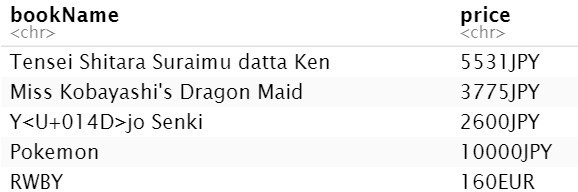 bookName price
<chr> <chr>
Tensei Shitara Suraimu datta Ken 5531JPY
Miss Kobayashi's Dragon Maid 3775JPY
Y<U+014D>jo Senki 2600JPY
Pokemon 10000JPY
RWBY 160EUR